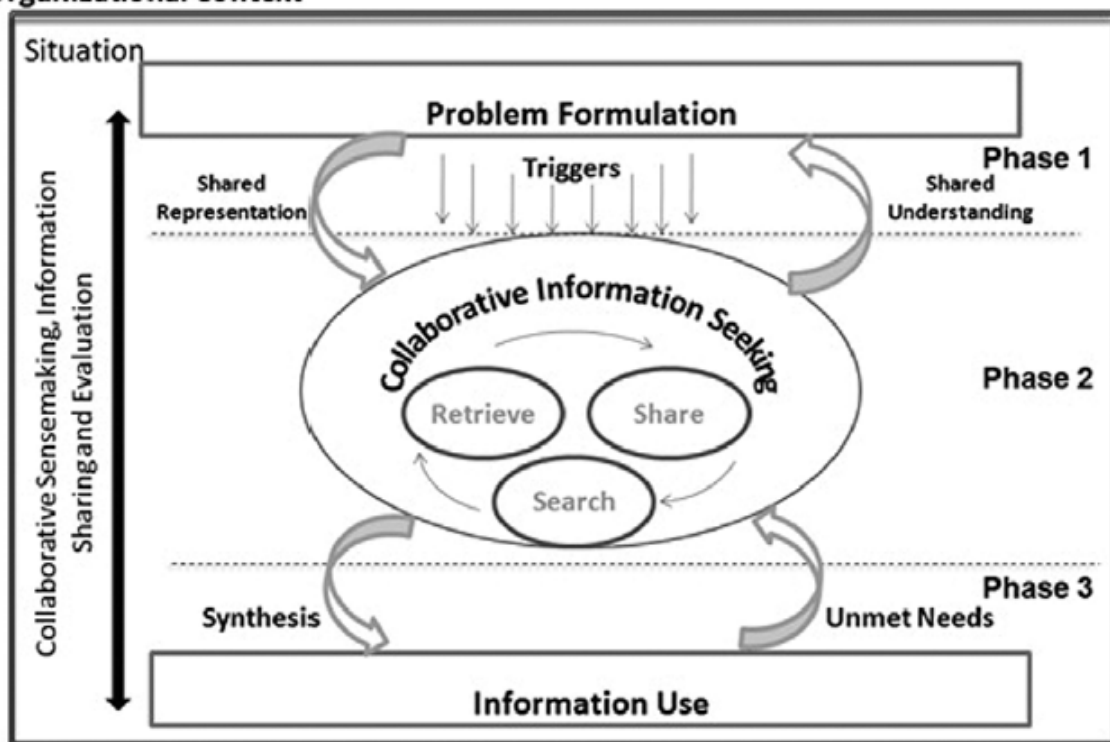 Situation
Problem Formulation
Phase 1
Triggers
Shared
Representation
Shared
Understanding
Collaborative Information Seeking
Phase 2
Retrieve
Share
Search
Collaborative Sensemaking, Information
Sharing and Evaluation
Phase 3
Synthesis
Unmet Needs
Information Use